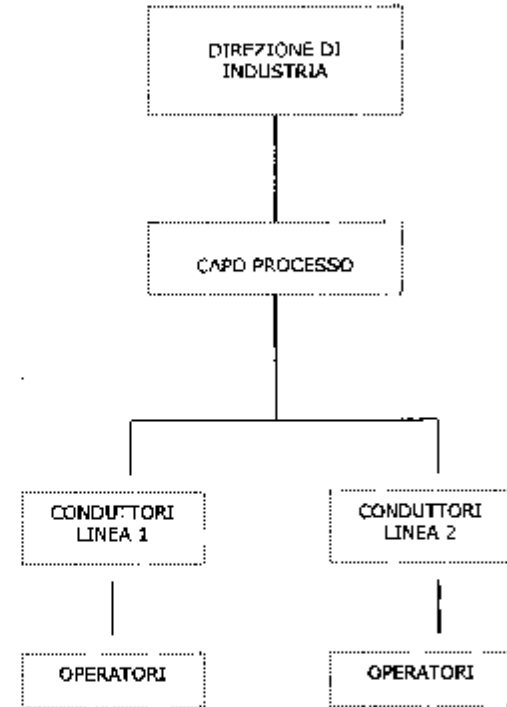 DIREZIONE DI
INDUSTRIA
CAPO PROCESSO
CONDUTTORI
LINEA 1
CONDUTTORI
LINEA 2
OPERATORI
OPERATORI